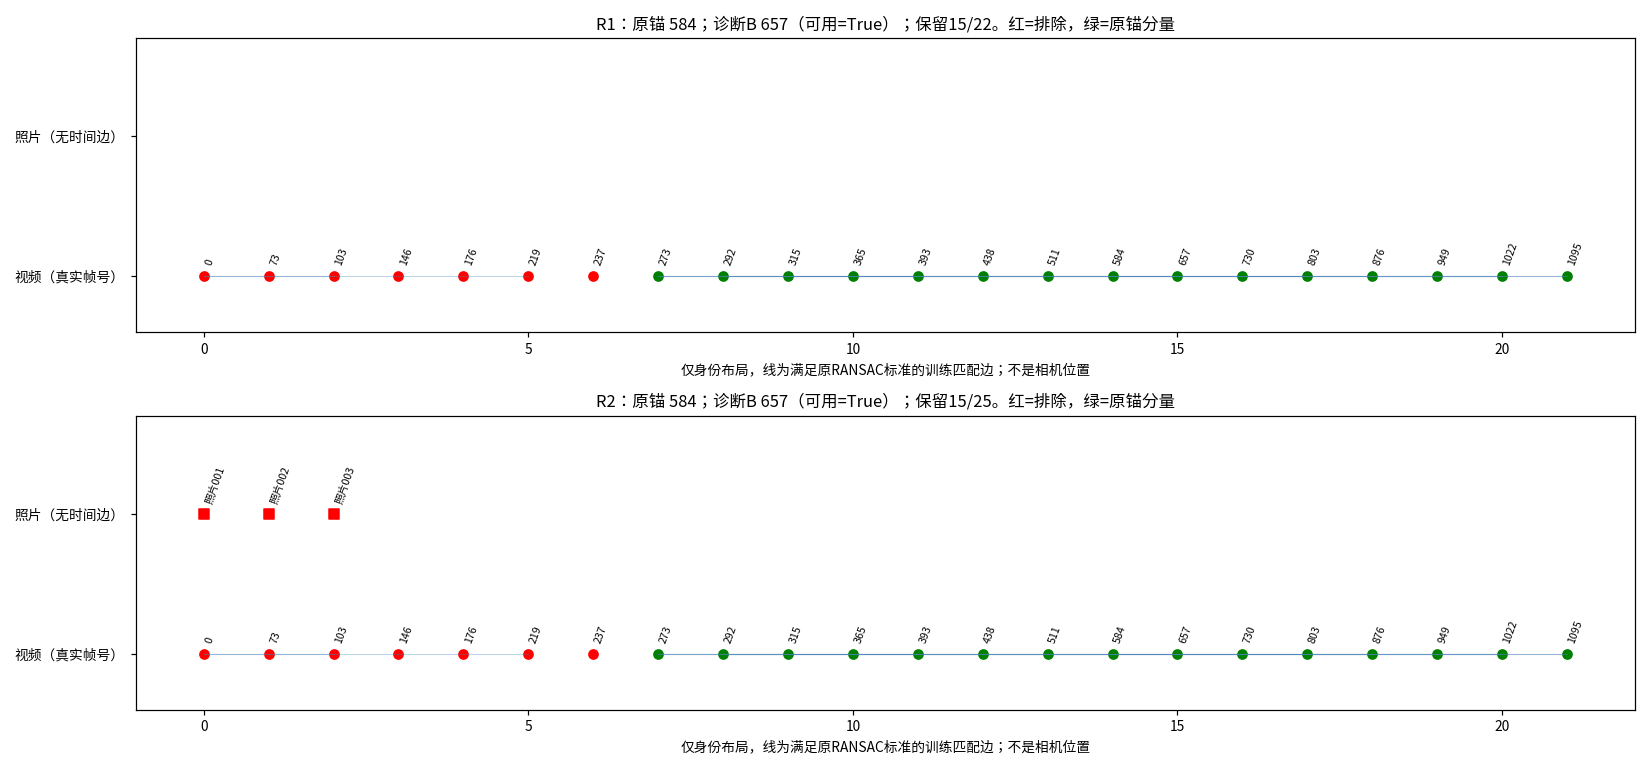 R1：原锚 584；诊断B 657（可用=True）；保留15/22。红=排除，绿=原锚分量
照片（无时间边）
0 73 103 146 176 219 237 273 292 315 365 393 438 511 584 657 730 803 876 949 1022 1095
视频（真实帧号）
0 5 10 15 20
仅身份布局，线为满足原RANSAC标准的训练匹配边；不是相机位置
R2：原锚 584；诊断B 657（可用=True）；保留15/25。红=排除，绿=原锚分量
照片001 照片002 照片003
照片（无时间边）
0 73 103 146 176 219 237 273 292 315 365 393 438 511 584 657 730 803 876 949 1022 1095
视频（真实帧号）
0 5 10 15 20
仅身份布局，线为满足原RANSAC标准的训练匹配边；不是相机位置